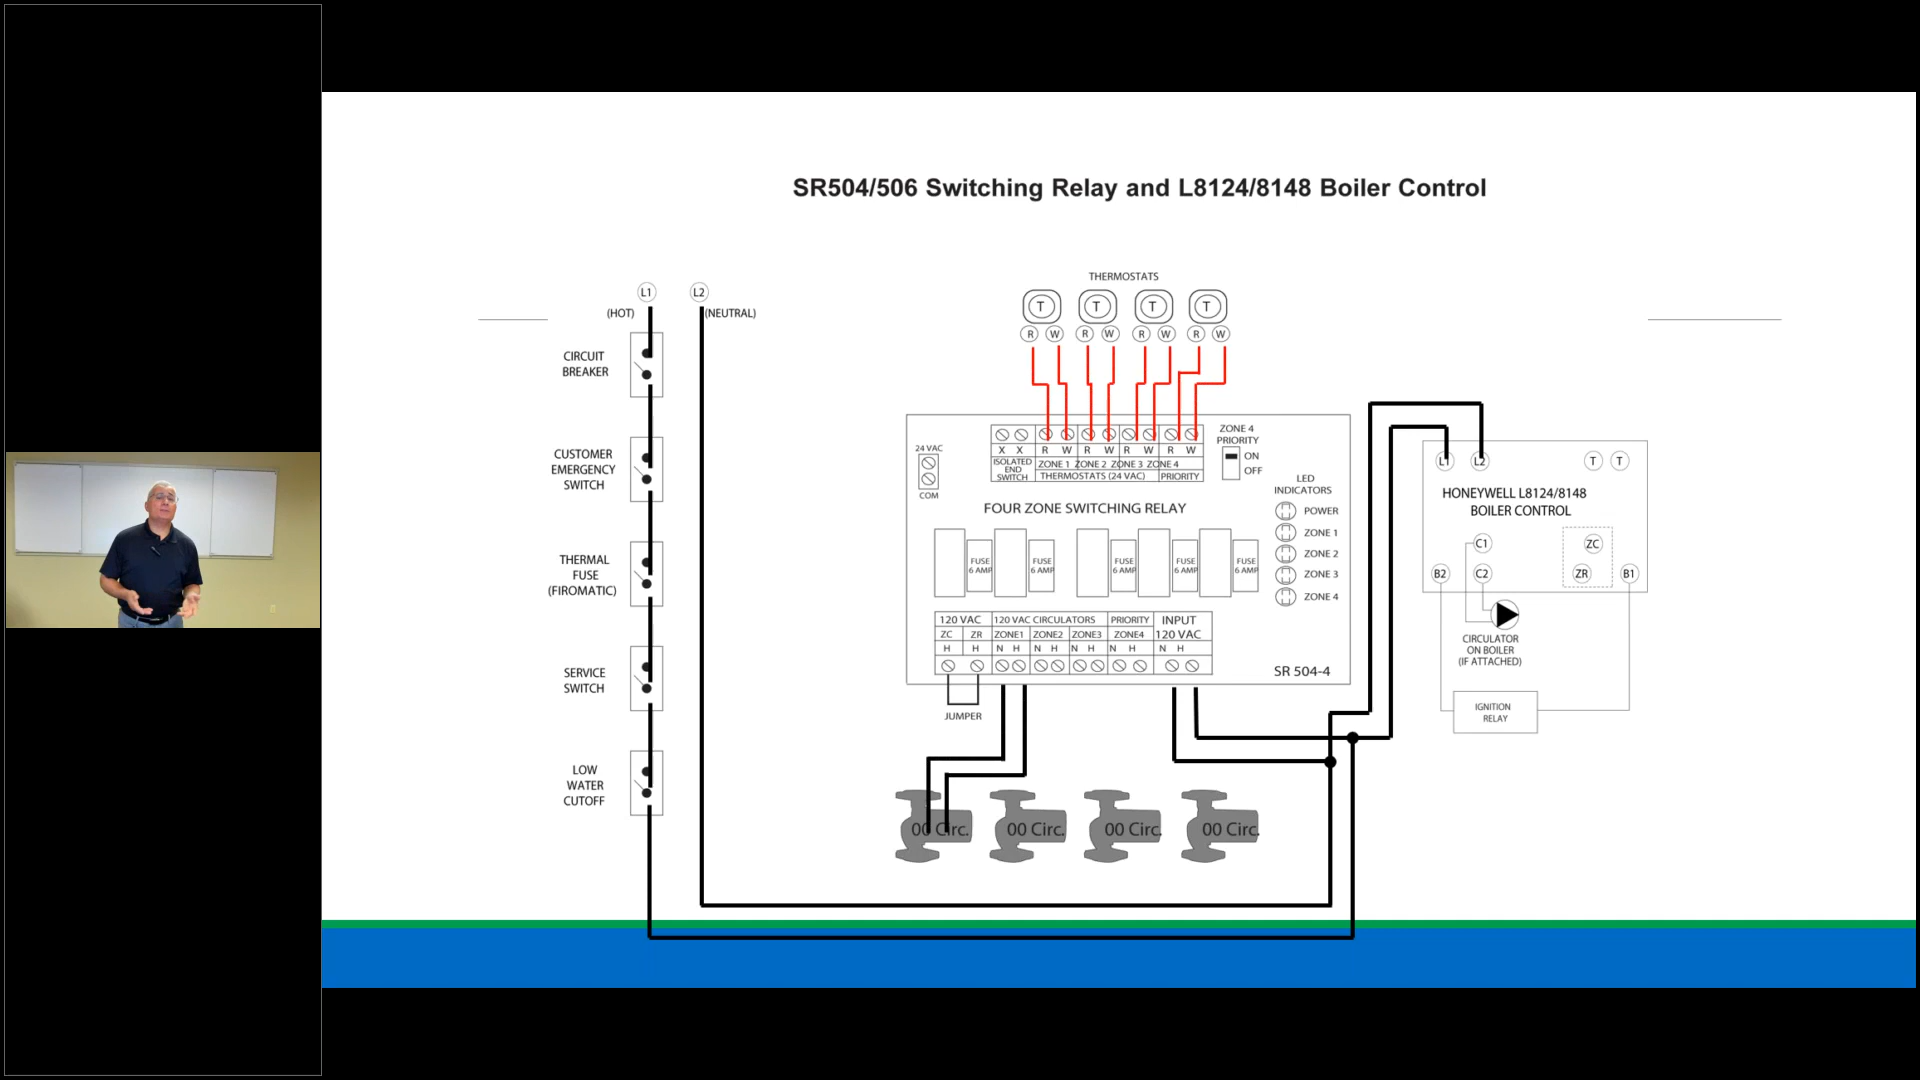 SR504/506 Switching Relay and L8124/8148 Boiler Control
L1
L2
(HOT)
(NEUTRAL)
CIRCUIT
BREAKER
CUSTOMER
EMERGENCY
SWITCH
THERMAL
FUSE
(FIROMATIC)
SERVICE
SWITCH
LOW
WATER
CUTOFF
THERMOSTATS
T T T T
R W R W R W R W
24 VAC
COM
X X R W R W R W R W
ISOLATED
END
SWITCH
ZONE 1 ZONE 2 ZONE 3 ZONE 4
THERMOSTATS (24 VAC) PRIORITY
ZONE 4
PRIORITY
ON
OFF
FOUR ZONE SWITCHING RELAY
LED
INDICATORS
POWER
ZONE 1
ZONE 2
ZONE 3
ZONE 4
FUSE
6 AMP
FUSE
6 AMP
FUSE
6 AMP
FUSE
6 AMP
FUSE
6 AMP
120 VAC 120 VAC CIRCULATORS PRIORITY INPUT
ZC ZR ZONE1 ZONE2 ZONE3 ZONE4 120 VAC
H H N H N H N H N H N H
SR 504-4
JUMPER
00 Circ. 00 Circ. 00 Circ. 00 Circ.
L1 L2 T T
HONEYWELL L8124/8148
BOILER CONTROL
C1 ZC
B2 C2 ZR B1
CIRCULATOR
ON BOILER
(IF ATTACHED)
IGNITION
RELAY